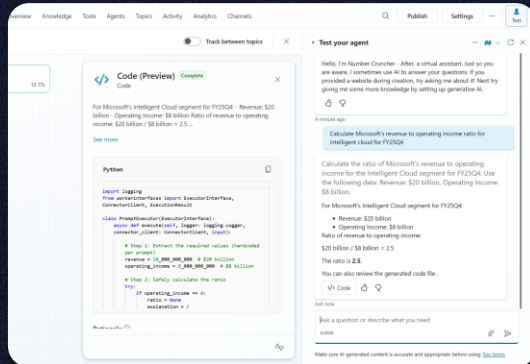 Overview Knowledge Tools Agents Topics Activity Analytics Channels
Publish Settings ... Test
Track between topics
Code (Preview) Complete
For Microsoft's Intelligent Cloud segment for FY25Q4: - Revenue: $20
billion - Operating Income: $8 billion Ratio of revenue to operating
income: $20 billion / $8 billion = 2.5 ...
See more
Python
import logging
from workerinterfaces import ExecutorInterface,
ConnectorClient, ExecutionResult
class PromptExecutor(ExecutorInterface):
async def execute(self, logger: logging.Logger,
connector_client: ConnectorClient, input):
# Step 1: Extract the required values (hardcoded
per prompt)
revenue = 20_000_000_000 # $20 billion
operating_income = 8_000_000_000 # $8 billion
# Step 2: Safely calculate the ratio
try:
if operating_income == 0:
ratio = None
explanation = (
Rationale
Test your agent
Hello, I'm Number Cruncher - After, a virtual assistant. Just so you
are aware, I sometimes use AI to answer your questions. If you
provided a website during creation, try asking me about it! Next try
giving me some more knowledge by setting up generative AI.
A minute ago
Calculate Microsoft's revenue to operating income ratio for
intelligent cloud for FY25Q4
Calculate the ratio of Microsoft's revenue to operating
income for the Intelligent Cloud segment for FY25Q4. Use
the following data: Revenue: $20 billion, Operating Income:
$8 billion.
For Microsoft's Intelligent Cloud segment for FY25Q4:
• Revenue: $20 billion
• Operating Income: $8 billion
Ratio of revenue to operating income:
$20 billion / $8 billion = 2.5
The ratio is 2.5.
You can also review the generated code file .
</> Code
Just now
Ask a question or describe what you need
0/2000
Make sure AI-generated content is accurate and appropriate before using. See terms